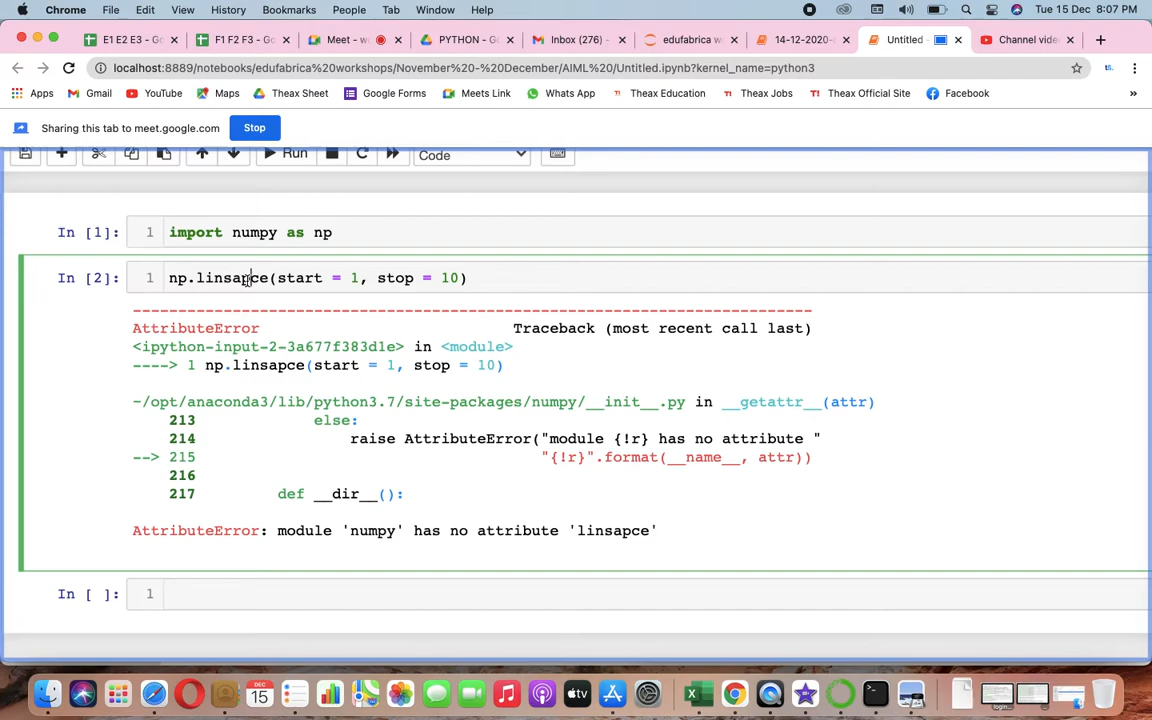 Chrome File Edit View History Bookmarks People Tab Window Help Tue 15 Dec 8:07 PM
E1 E2 E3 - Go F1 F2 F3 - Go Meet - w PYTHON - G Inbox (276) - edufabrica w 14-12-2020- Untitled - Channel vide
localhost:8889/notebooks/edufabrica%20workshops/November%20-%20December/AIML%20/Untitled.ipynb?kernel_name=python3
Apps Gmail YouTube Maps Theax Sheet Google Forms Meets Link Whats App Theax Education Theax Jobs Theax Official Site Facebook »
Sharing this tab to meet.google.com Stop
Run Code
In [1]: 1 import numpy as np
In [2]: 1 np.linsapce(start = 1, stop = 10)
---------------------------------------------------------------------------
AttributeError Traceback (most recent call last)
<ipython-input-2-3a677f383d1e> in <module>
----> 1 np.linsapce(start = 1, stop = 10)
~/opt/anaconda3/lib/python3.7/site-packages/numpy/__init__.py in __getattr__(attr)
213 else:
214 raise AttributeError("module {!r} has no attribute "
--> 215 "{!r}".format(__name__, attr))
216
217 def __dir__():
AttributeError: module 'numpy' has no attribute 'linsapce'
In [ ]: 1
DEC
15
tv